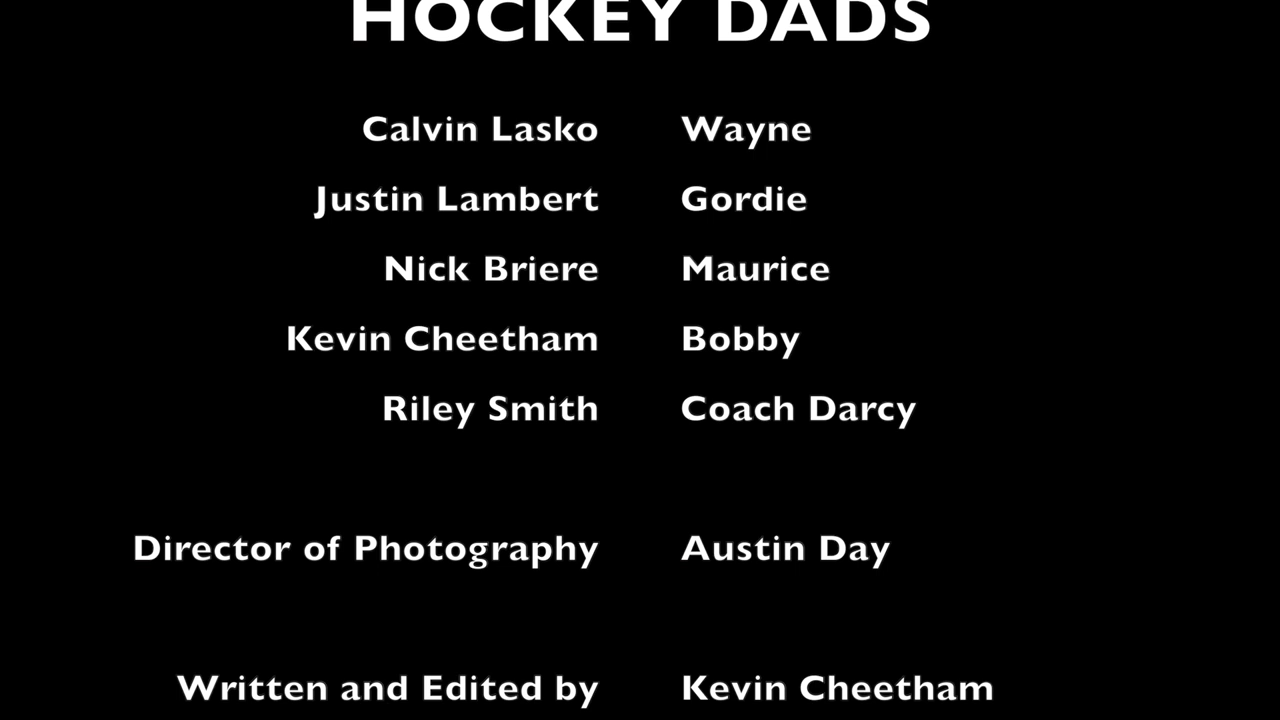 HOCKEY DADS
Calvin Lasko Wayne
Justin Lambert Gordie
Nick Briere Maurice
Kevin Cheetham Bobby
Riley Smith Coach Darcy
Director of Photography Austin Day
Written and Edited by Kevin Cheetham